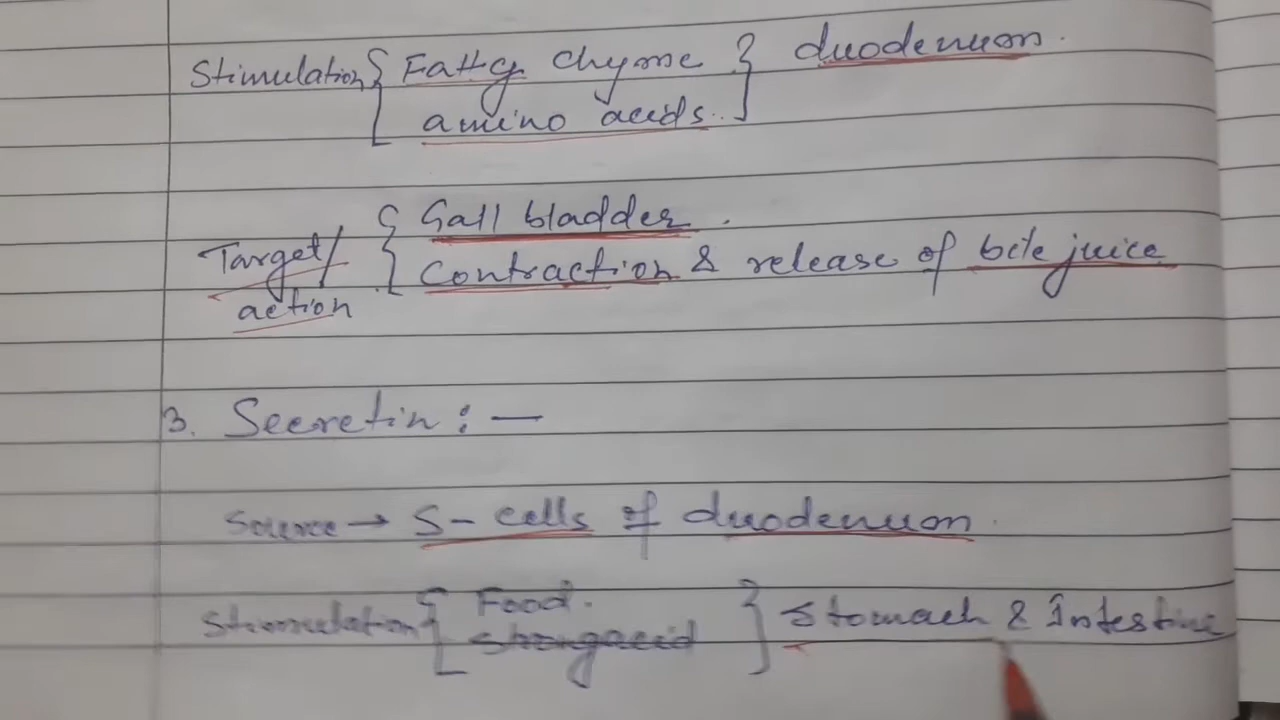 Stimulation { Fatty chyme } duodenum.
amino acids..
Target/ { Gall bladder.
action Contraction & release of bile juice
3. Secretin : —
Source → S-cells of duodenum.
Stimulation { Food. } Stomach & Intestine
strongacid